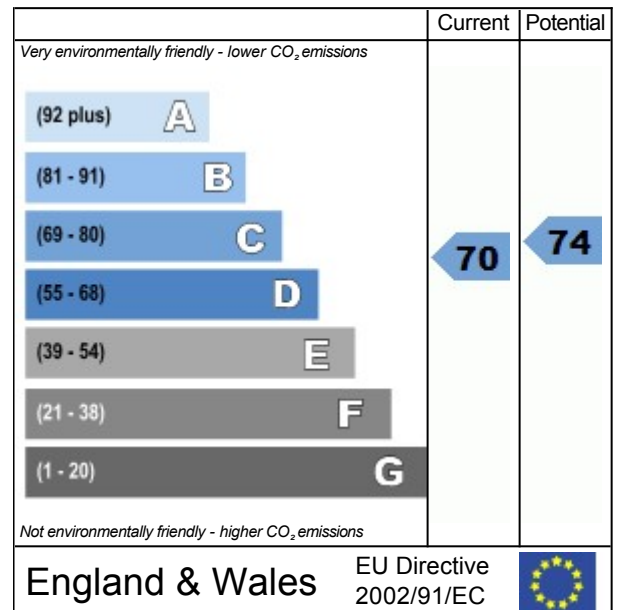 Current Potential
Very environmentally friendly - lower CO₂ emissions
(92 plus) A
(81 - 91) B
(69 - 80) C
70
74
(55 - 68) D
(39 - 54) E
(21 - 38) F
(1 - 20) G
Not environmentally friendly - higher CO₂ emissions
England & Wales
EU Directive
2002/91/EC